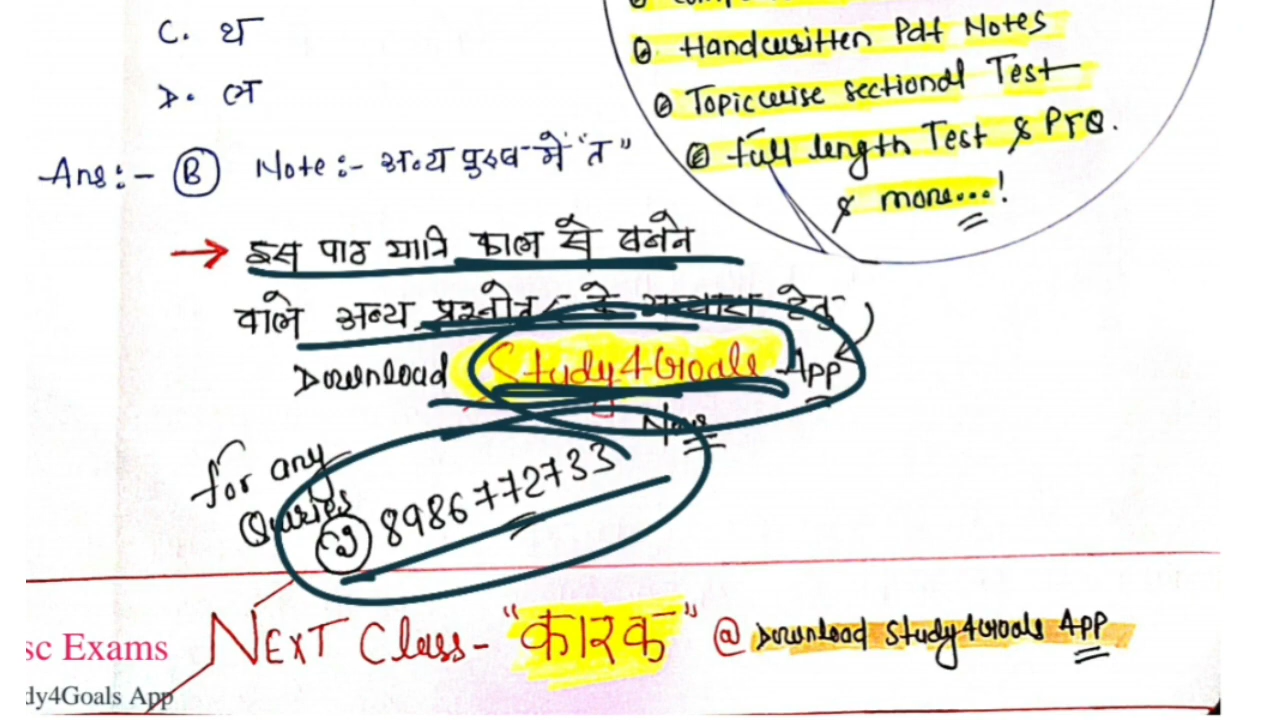 C. थ
D. त्र
Handwritten Pdf Notes
Topicwise sectional Test
full length Test & PYQ.
& more...!
Ans:- (B) Note:- अन्य पुरुष में "त"
→ इस पाठ यानि काल से बनने
वाले अन्य प्रश्नोत्तर के हेतु
Download Study4Goals App
Now
for any
Queries
8986772733
NEXT Class- "कारक" @ Download Study4Goals App
sc Exams
dy4Goals App